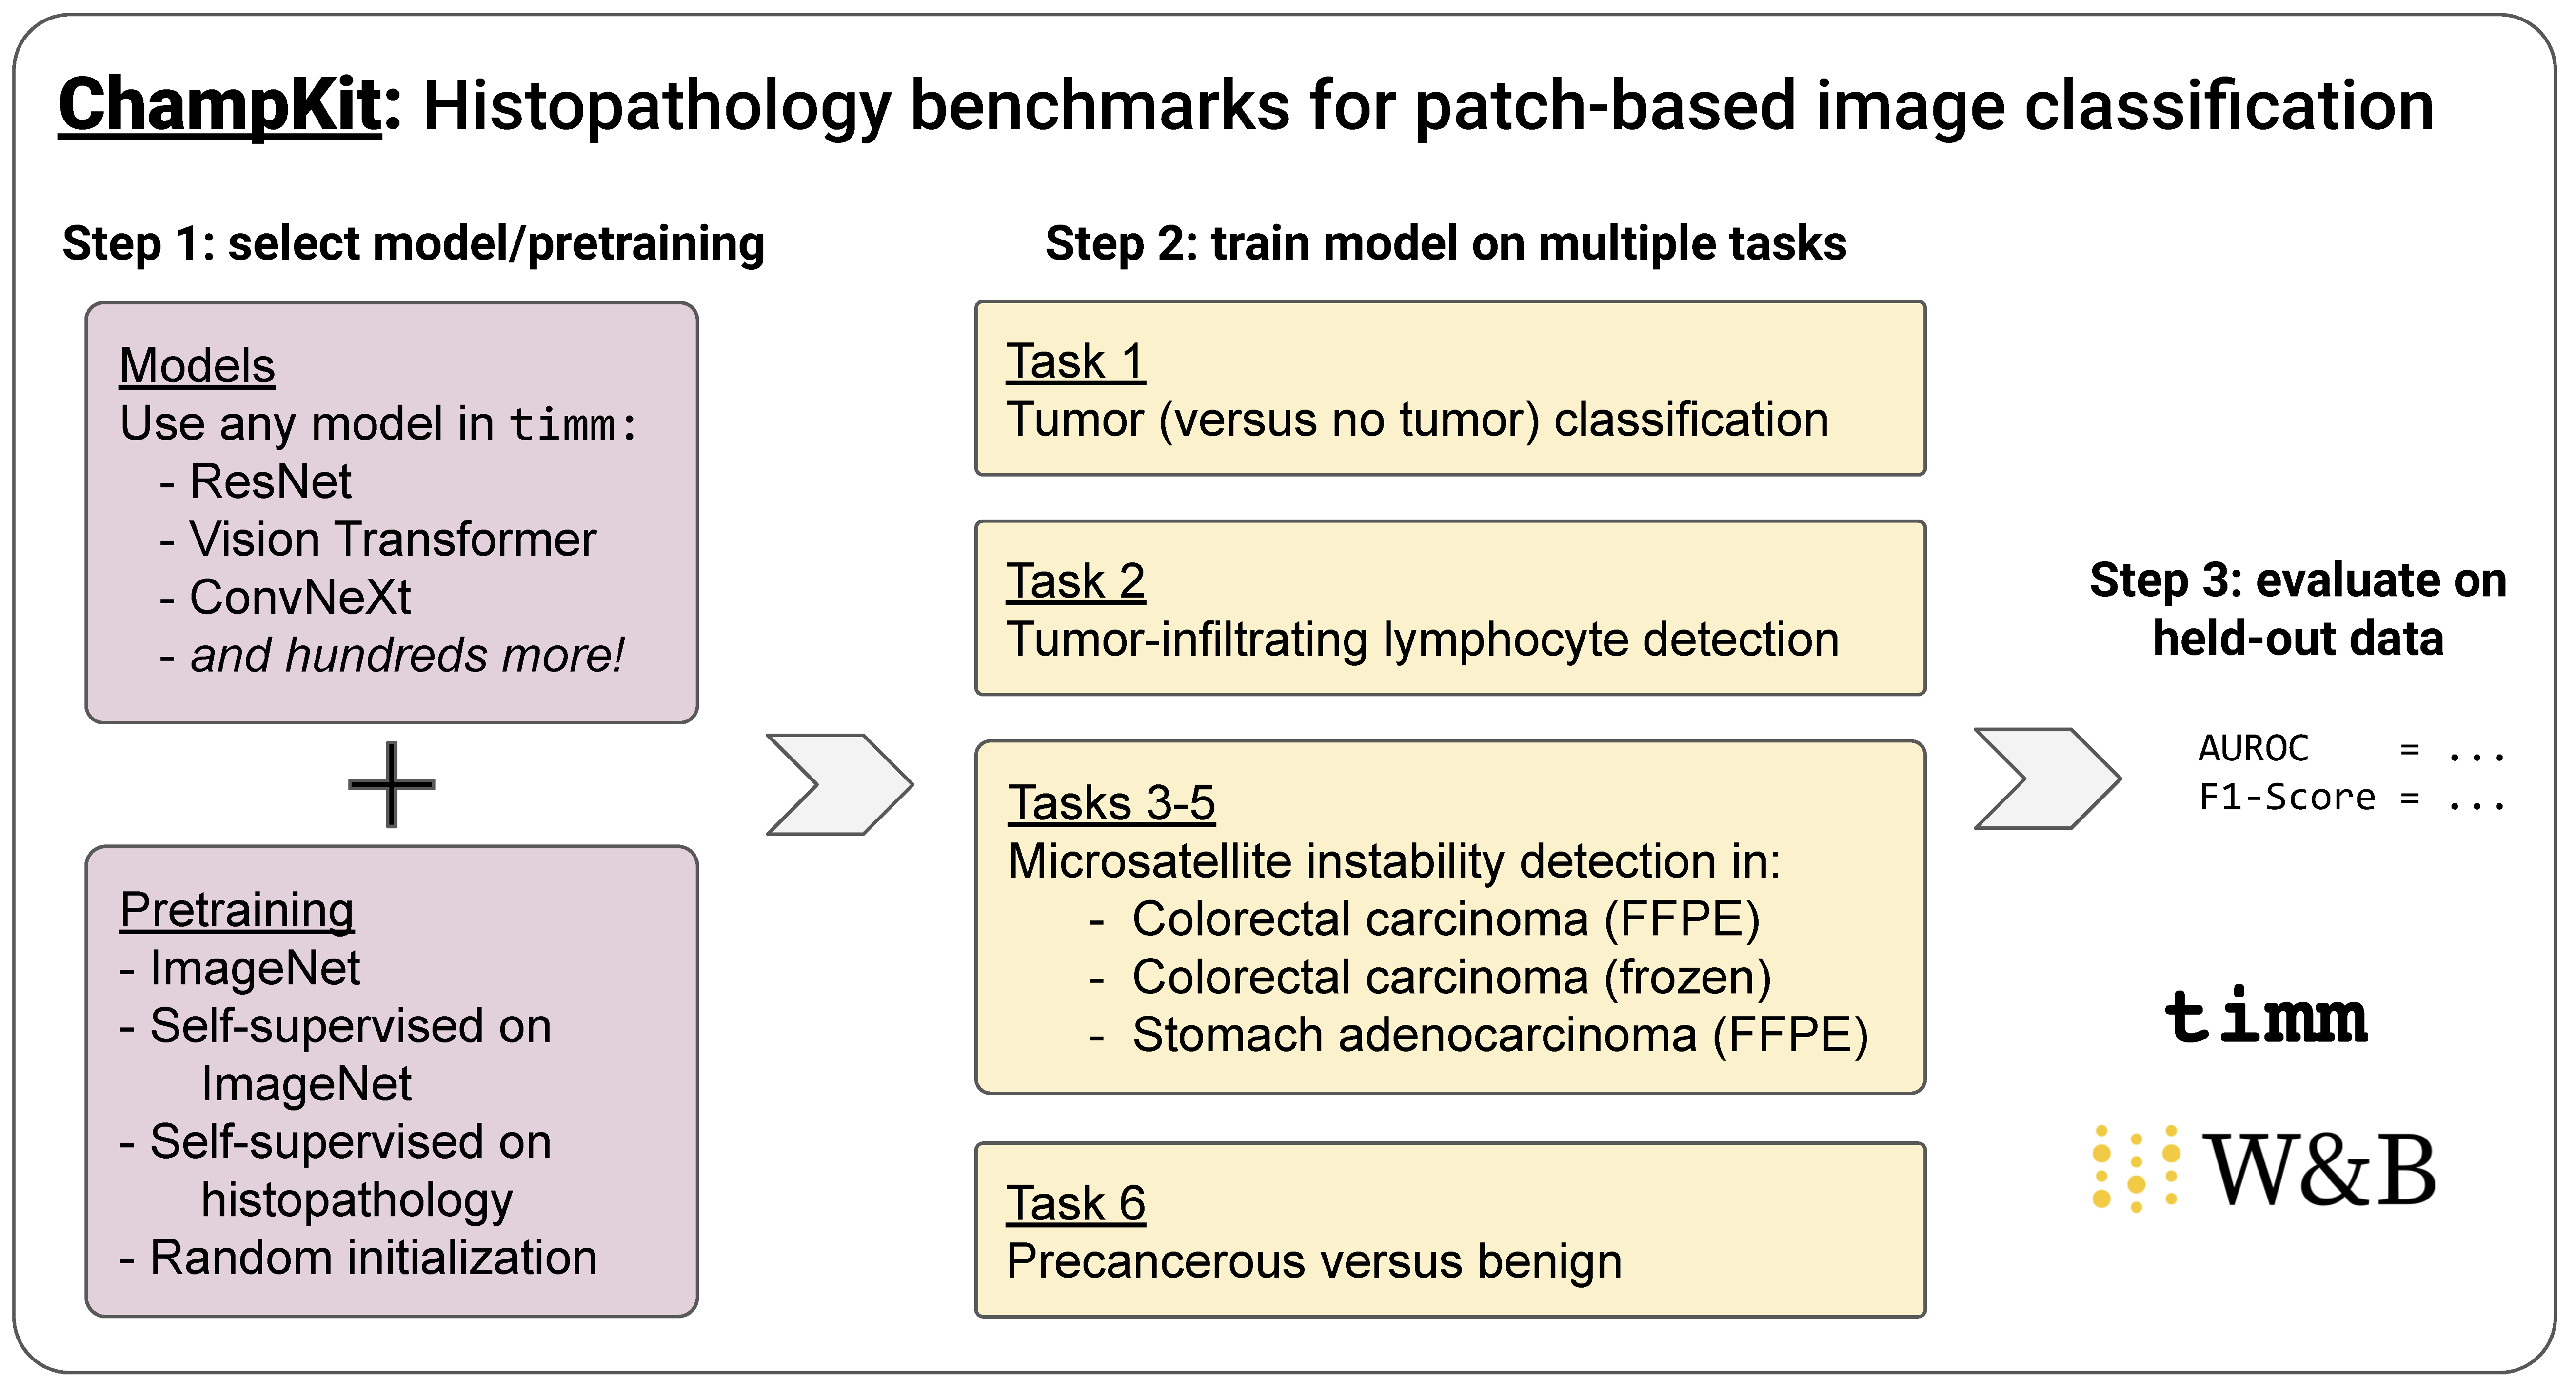 ChampKit: Histopathology benchmarks for patch-based image classification
Step 1: select model/pretraining
Models
Use any model in timm:
- ResNet
- Vision Transformer
- ConvNeXt
- and hundreds more!
+
Pretraining
- ImageNet
- Self-supervised on
ImageNet
- Self-supervised on
histopathology
- Random initialization
Step 2: train model on multiple tasks
Task 1
Tumor (versus no tumor) classification
Task 2
Tumor-infiltrating lymphocyte detection
Tasks 3-5
Microsatellite instability detection in:
- Colorectal carcinoma (FFPE)
- Colorectal carcinoma (frozen)
- Stomach adenocarcinoma (FFPE)
Task 6
Precancerous versus benign
Step 3: evaluate on
held-out data
AUROC = ...
F1-Score = ...
timm
W&B